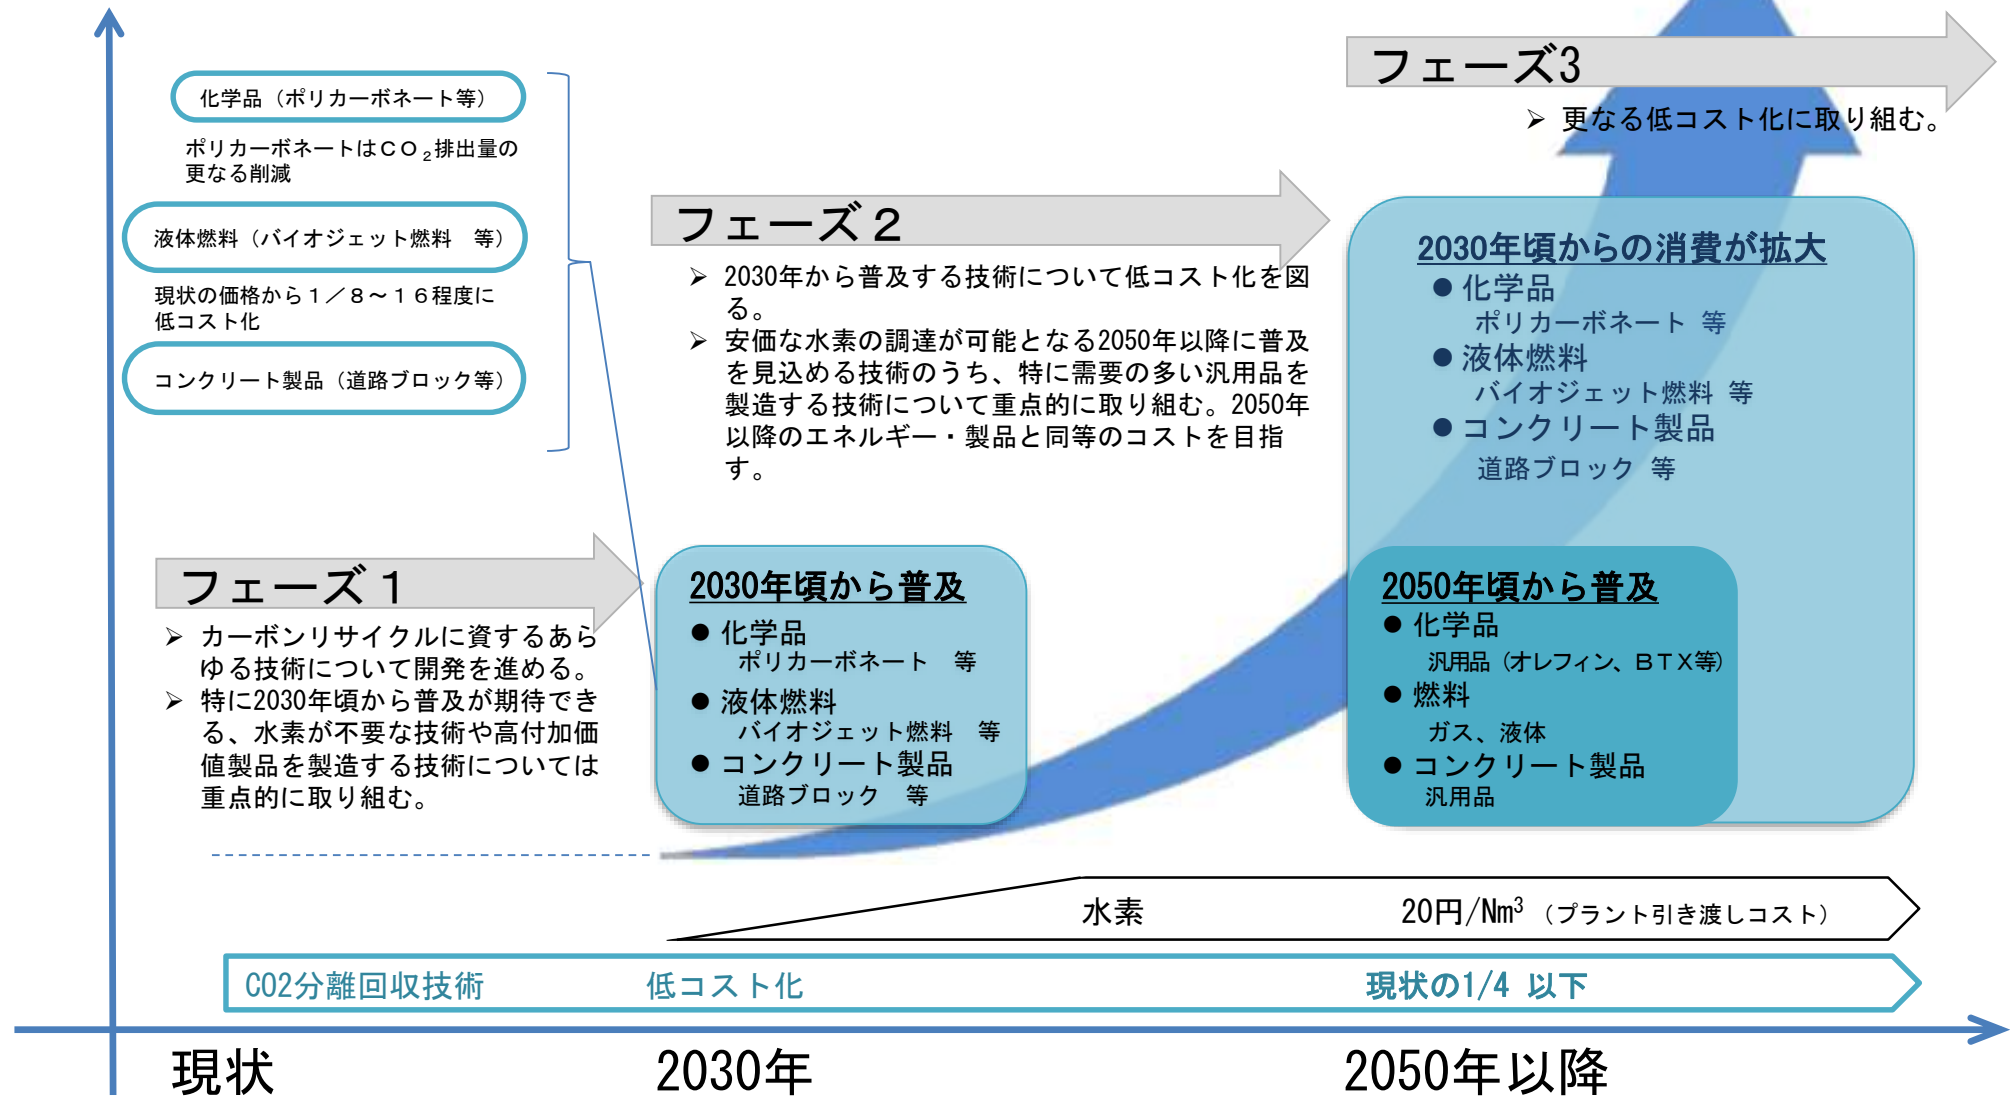 化学品（ポリカーボネート等）
ポリカーボネートはＣＯ₂排出量の
更なる削減
液体燃料（バイオジェット燃料　等）
現状の価格から１／８～１６程度に
低コスト化
コンクリート製品（道路ブロック等）
フェーズ１
➢ カーボンリサイクルに資するあら
ゆる技術について開発を進める。
➢ 特に2030年頃から普及が期待でき
る、水素が不要な技術や高付加価
値製品を製造する技術については
重点的に取り組む。
フェーズ２
➢ 2030年から普及する技術について低コスト化を図
る。
➢ 安価な水素の調達が可能となる2050年以降に普及
を見込める技術のうち、特に需要の多い汎用品を
製造する技術について重点的に取り組む。2050年
以降のエネルギー・製品と同等のコストを目指
す。
2030年頃から普及
● 化学品
ポリカーボネート　等
● 液体燃料
バイオジェット燃料　等
● コンクリート製品
道路ブロック　等
フェーズ3
➢ 更なる低コスト化に取り組む。
2030年頃からの消費が拡大
● 化学品
ポリカーボネート 等
● 液体燃料
バイオジェット燃料 等
● コンクリート製品
道路ブロック 等
2050年頃から普及
● 化学品
汎用品（オレフィン、ＢＴＸ等）
● 燃料
ガス、液体
● コンクリート製品
汎用品
水素 20円/Nm³（プラント引き渡しコスト）
CO2分離回収技術 低コスト化 現状の1/4 以下
現状 2030年 2050年以降